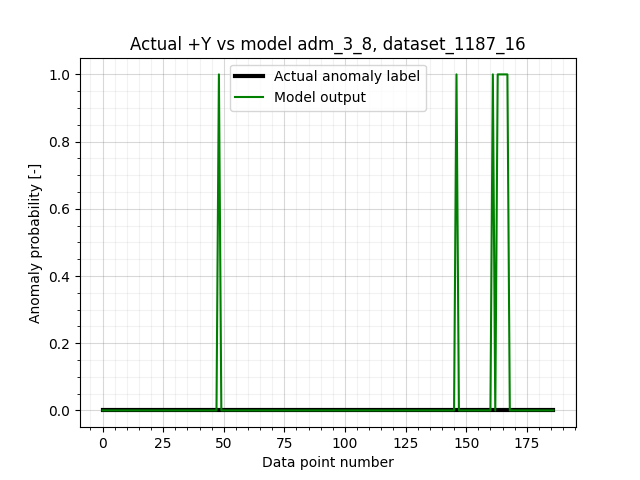 Actual +Y vs model adm_3_8, dataset_1187_16
Actual anomaly label
Model output
1.0
0.8
0.6
0.4
0.2
0.0
Anomaly probability [-]
0 25 50 75 100 125 150 175
Data point number